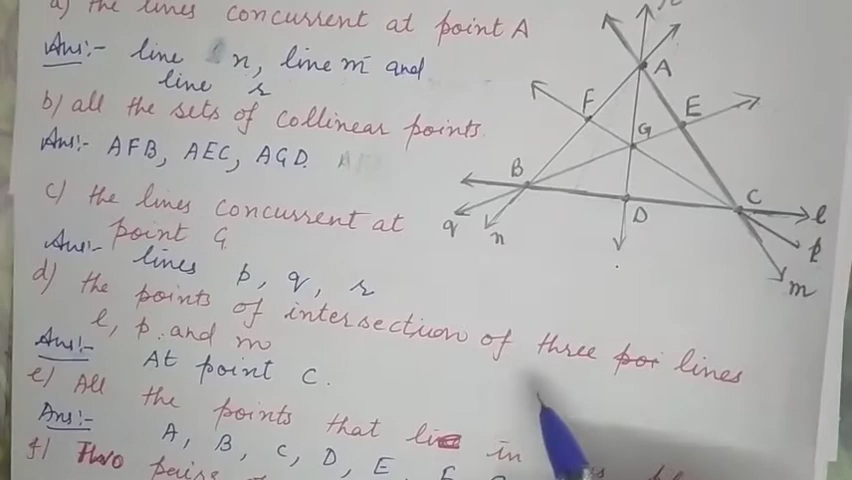 a) the lines concurrent at point A
Ans:- line n, line m and
line r
b) all the sets of collinear points.
Ans:- AFB, AEC, AGD.
c) the lines concurrent at
point G
Ans:- lines p, q, r
d) the points of intersection of three poi lines
l, p. and m
Ans:- At point C.
e) All the points that lie in
Ans:- A, B, C, D, E,
f) Two pairs
A
F
E
G
B
D
C
q
n
l
p
m